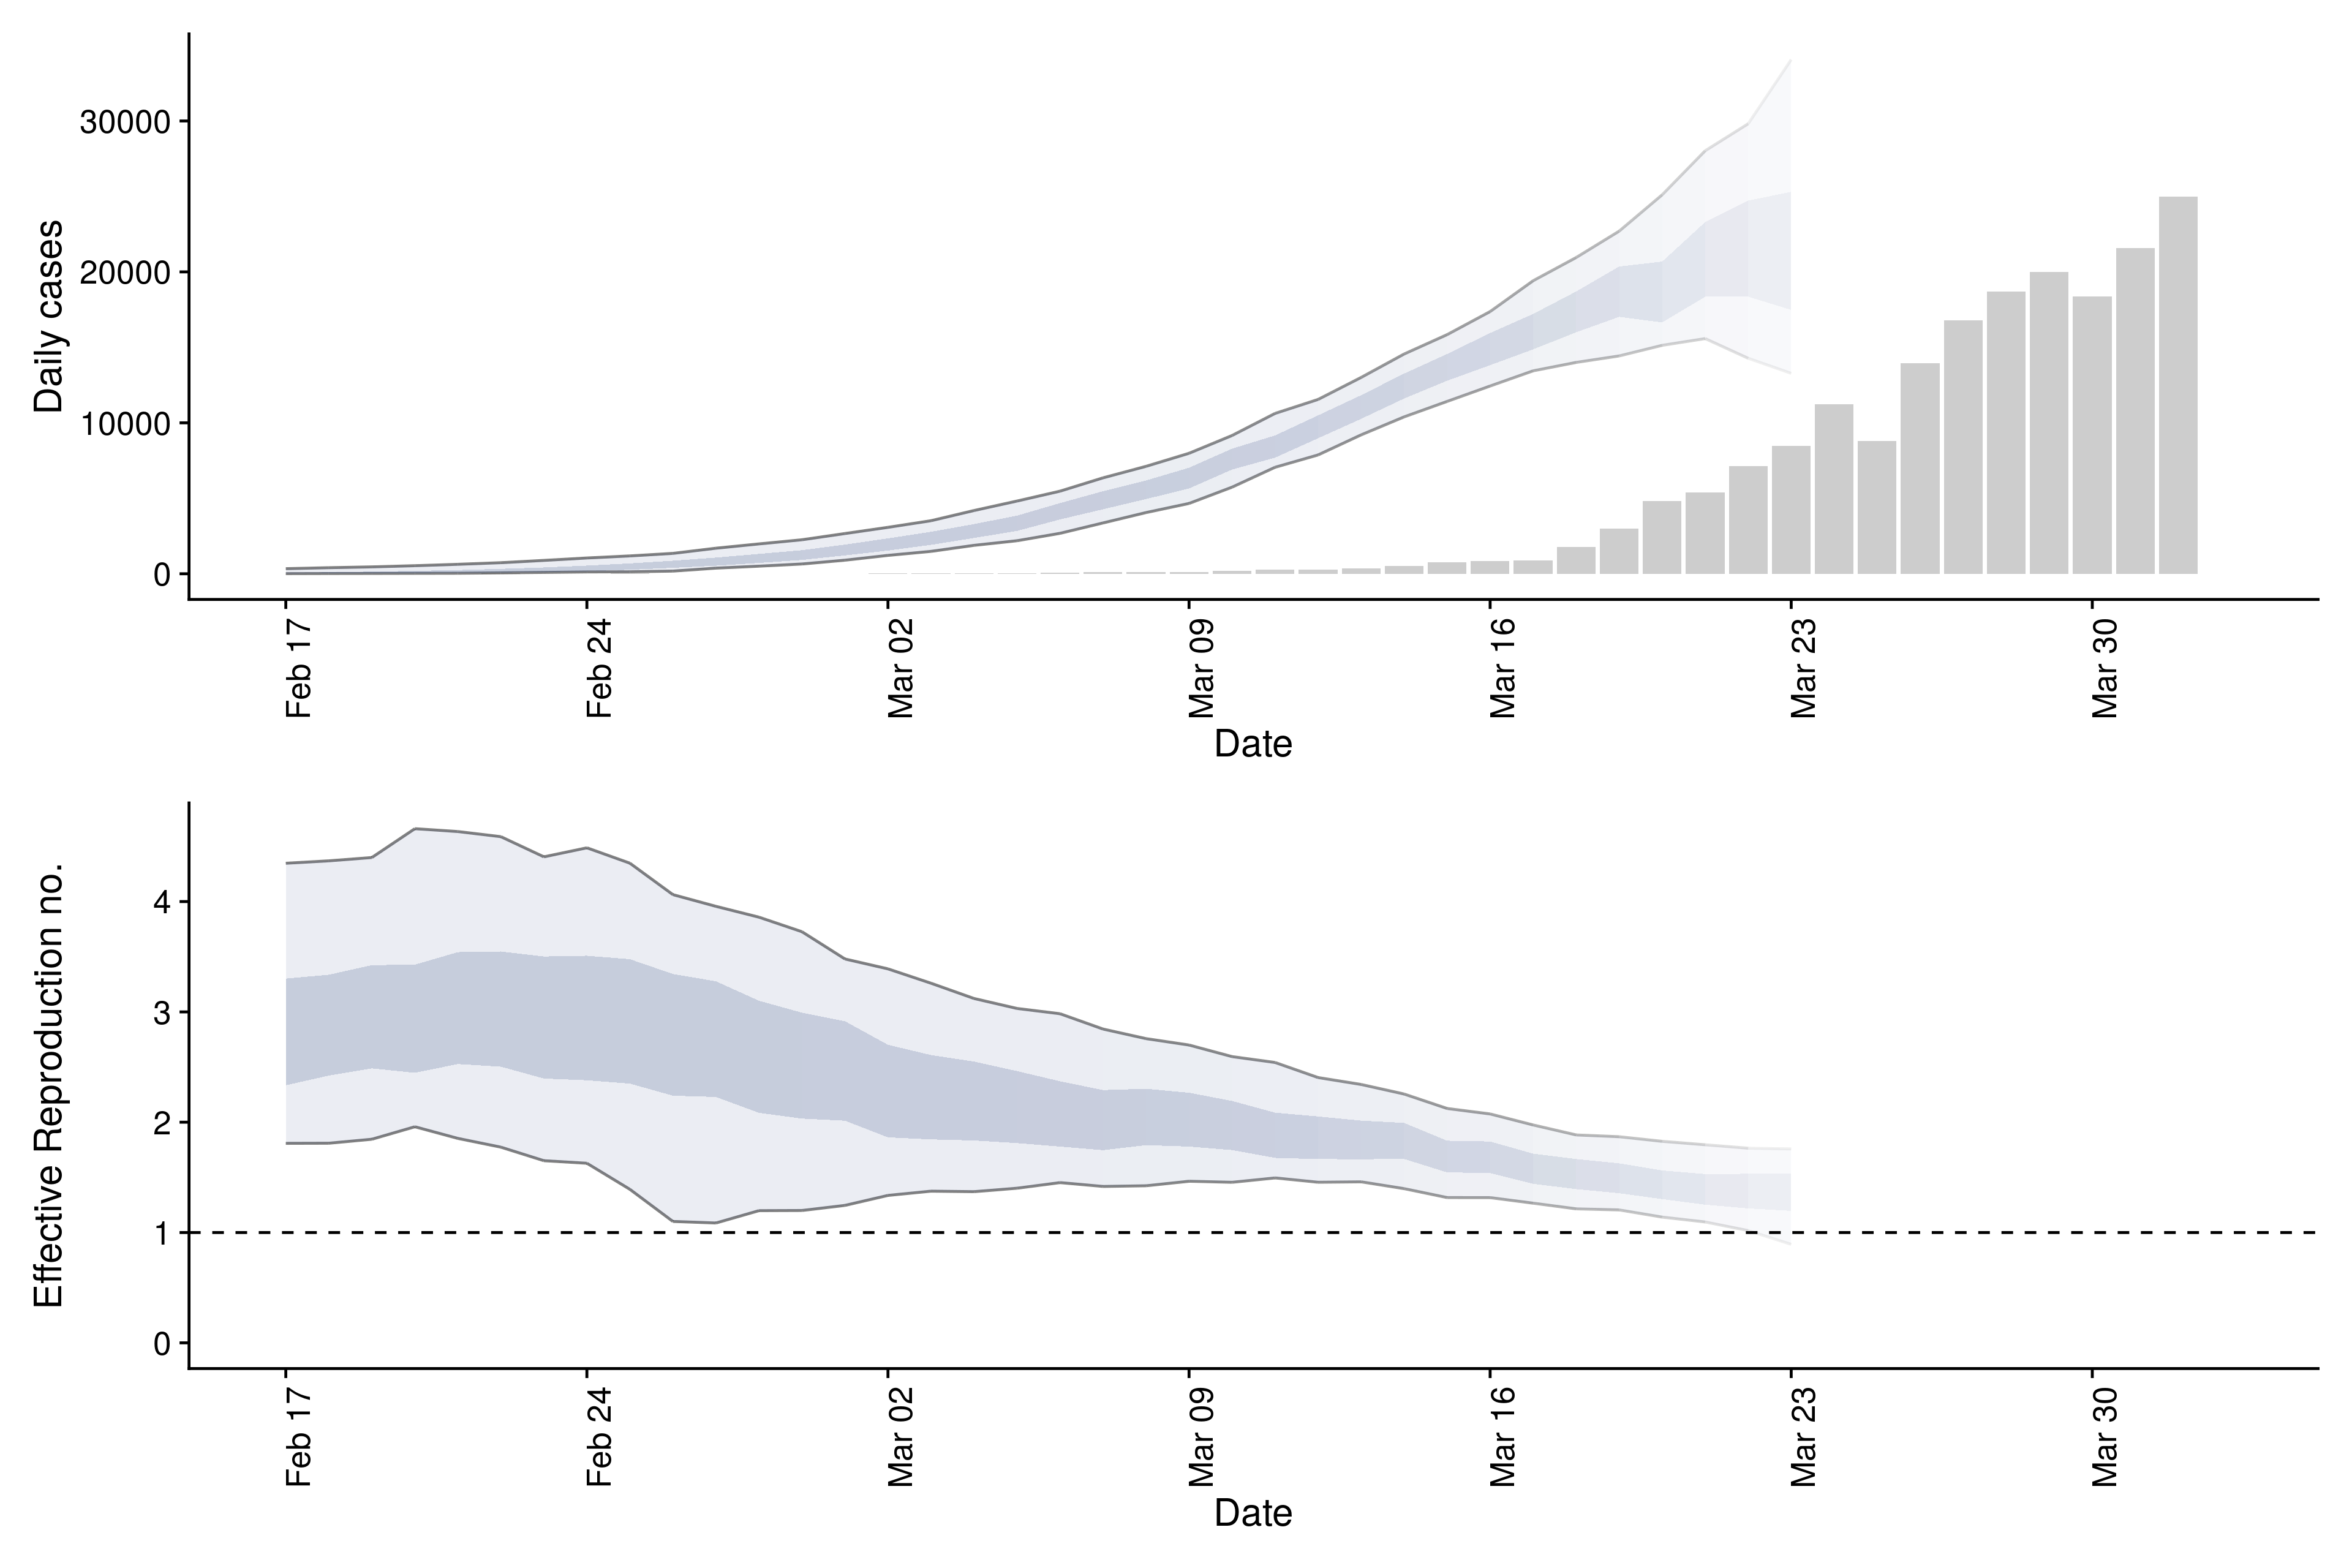 Daily cases
30000
20000
10000
0
Feb 17
Feb 24
Mar 02
Mar 09
Mar 16
Mar 23
Mar 30
Date
Effective Reproduction no.
4
3
2
1
0
Feb 17
Feb 24
Mar 02
Mar 09
Mar 16
Mar 23
Mar 30
Date